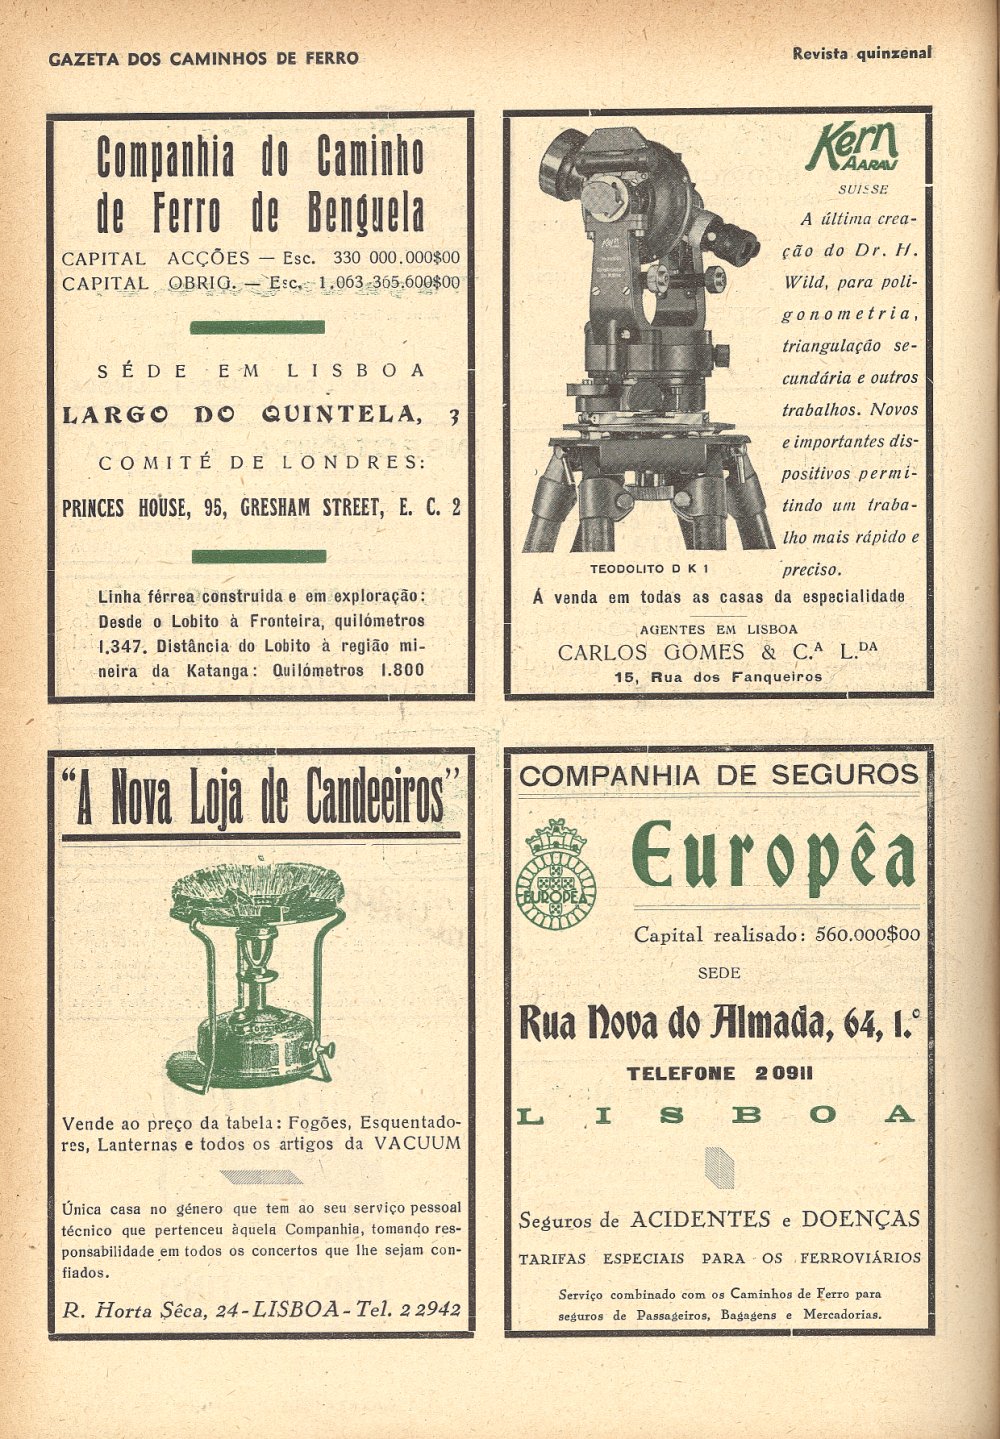 GAZETA DOS CAMINHOS DE FERRO
Revista quinzenal
Companhia do Caminho
de Ferro de Benguela
CAPITAL ACÇÕES — Esc. 330 000.000$00
CAPITAL OBRIG. — Esc. 1.063 365.600$00
SÉDE EM LISBOA
LARGO DO QUINTELA, 3
COMITÉ DE LONDRES:
PRINCES HOUSE, 95, GRESHAM STREET, E. C. 2
Linha férrea construida e em exploração:
Desde o Lobito à Fronteira, quilómetros
1.347. Distância do Lobito à região mi-
neira da Katanga: Quilómetros 1.800
Kern
AARAU
SUISSE
A última crea-
ção do Dr. H.
Wild, para poli-
gonometria,
triangulação se-
cundária e outros
trabalhos. Novos
e importantes dis-
positivos permi-
tindo um traba-
lho mais rápido e
preciso.
TEODOLITO D K 1
Á venda em todas as casas da especialidade
AGENTES EM LISBOA
CARLOS GOMES & C.A L.DA
15, Rua dos Fanqueiros
"A Nova Loja de Candeeiros"
Vende ao preço da tabela: Fogões, Esquentado-
res, Lanternas e todos os artigos da VACUUM
Única casa no género que tem ao seu serviço pessoal
técnico que pertenceu àquela Companhia, tomando res-
ponsabilidade em todos os concertos que lhe sejam con-
fiados.
R. Horta Sêca, 24-LISBOA-Tel. 2 2942
COMPANHIA DE SEGUROS
Europêa
EUROPÊA
Capital realisado: 560.000$00
SEDE
Rua Nova do Almada, 64, 1.º
TELEFONE 2 0911
LISBOA
Seguros de ACIDENTES e DOENÇAS
TARIFAS ESPECIAIS PARA OS FERROVIÁRIOS
Serviço combinado com os Caminhos de Ferro para
seguros de Passageiros, Bagagens e Mercadorias.